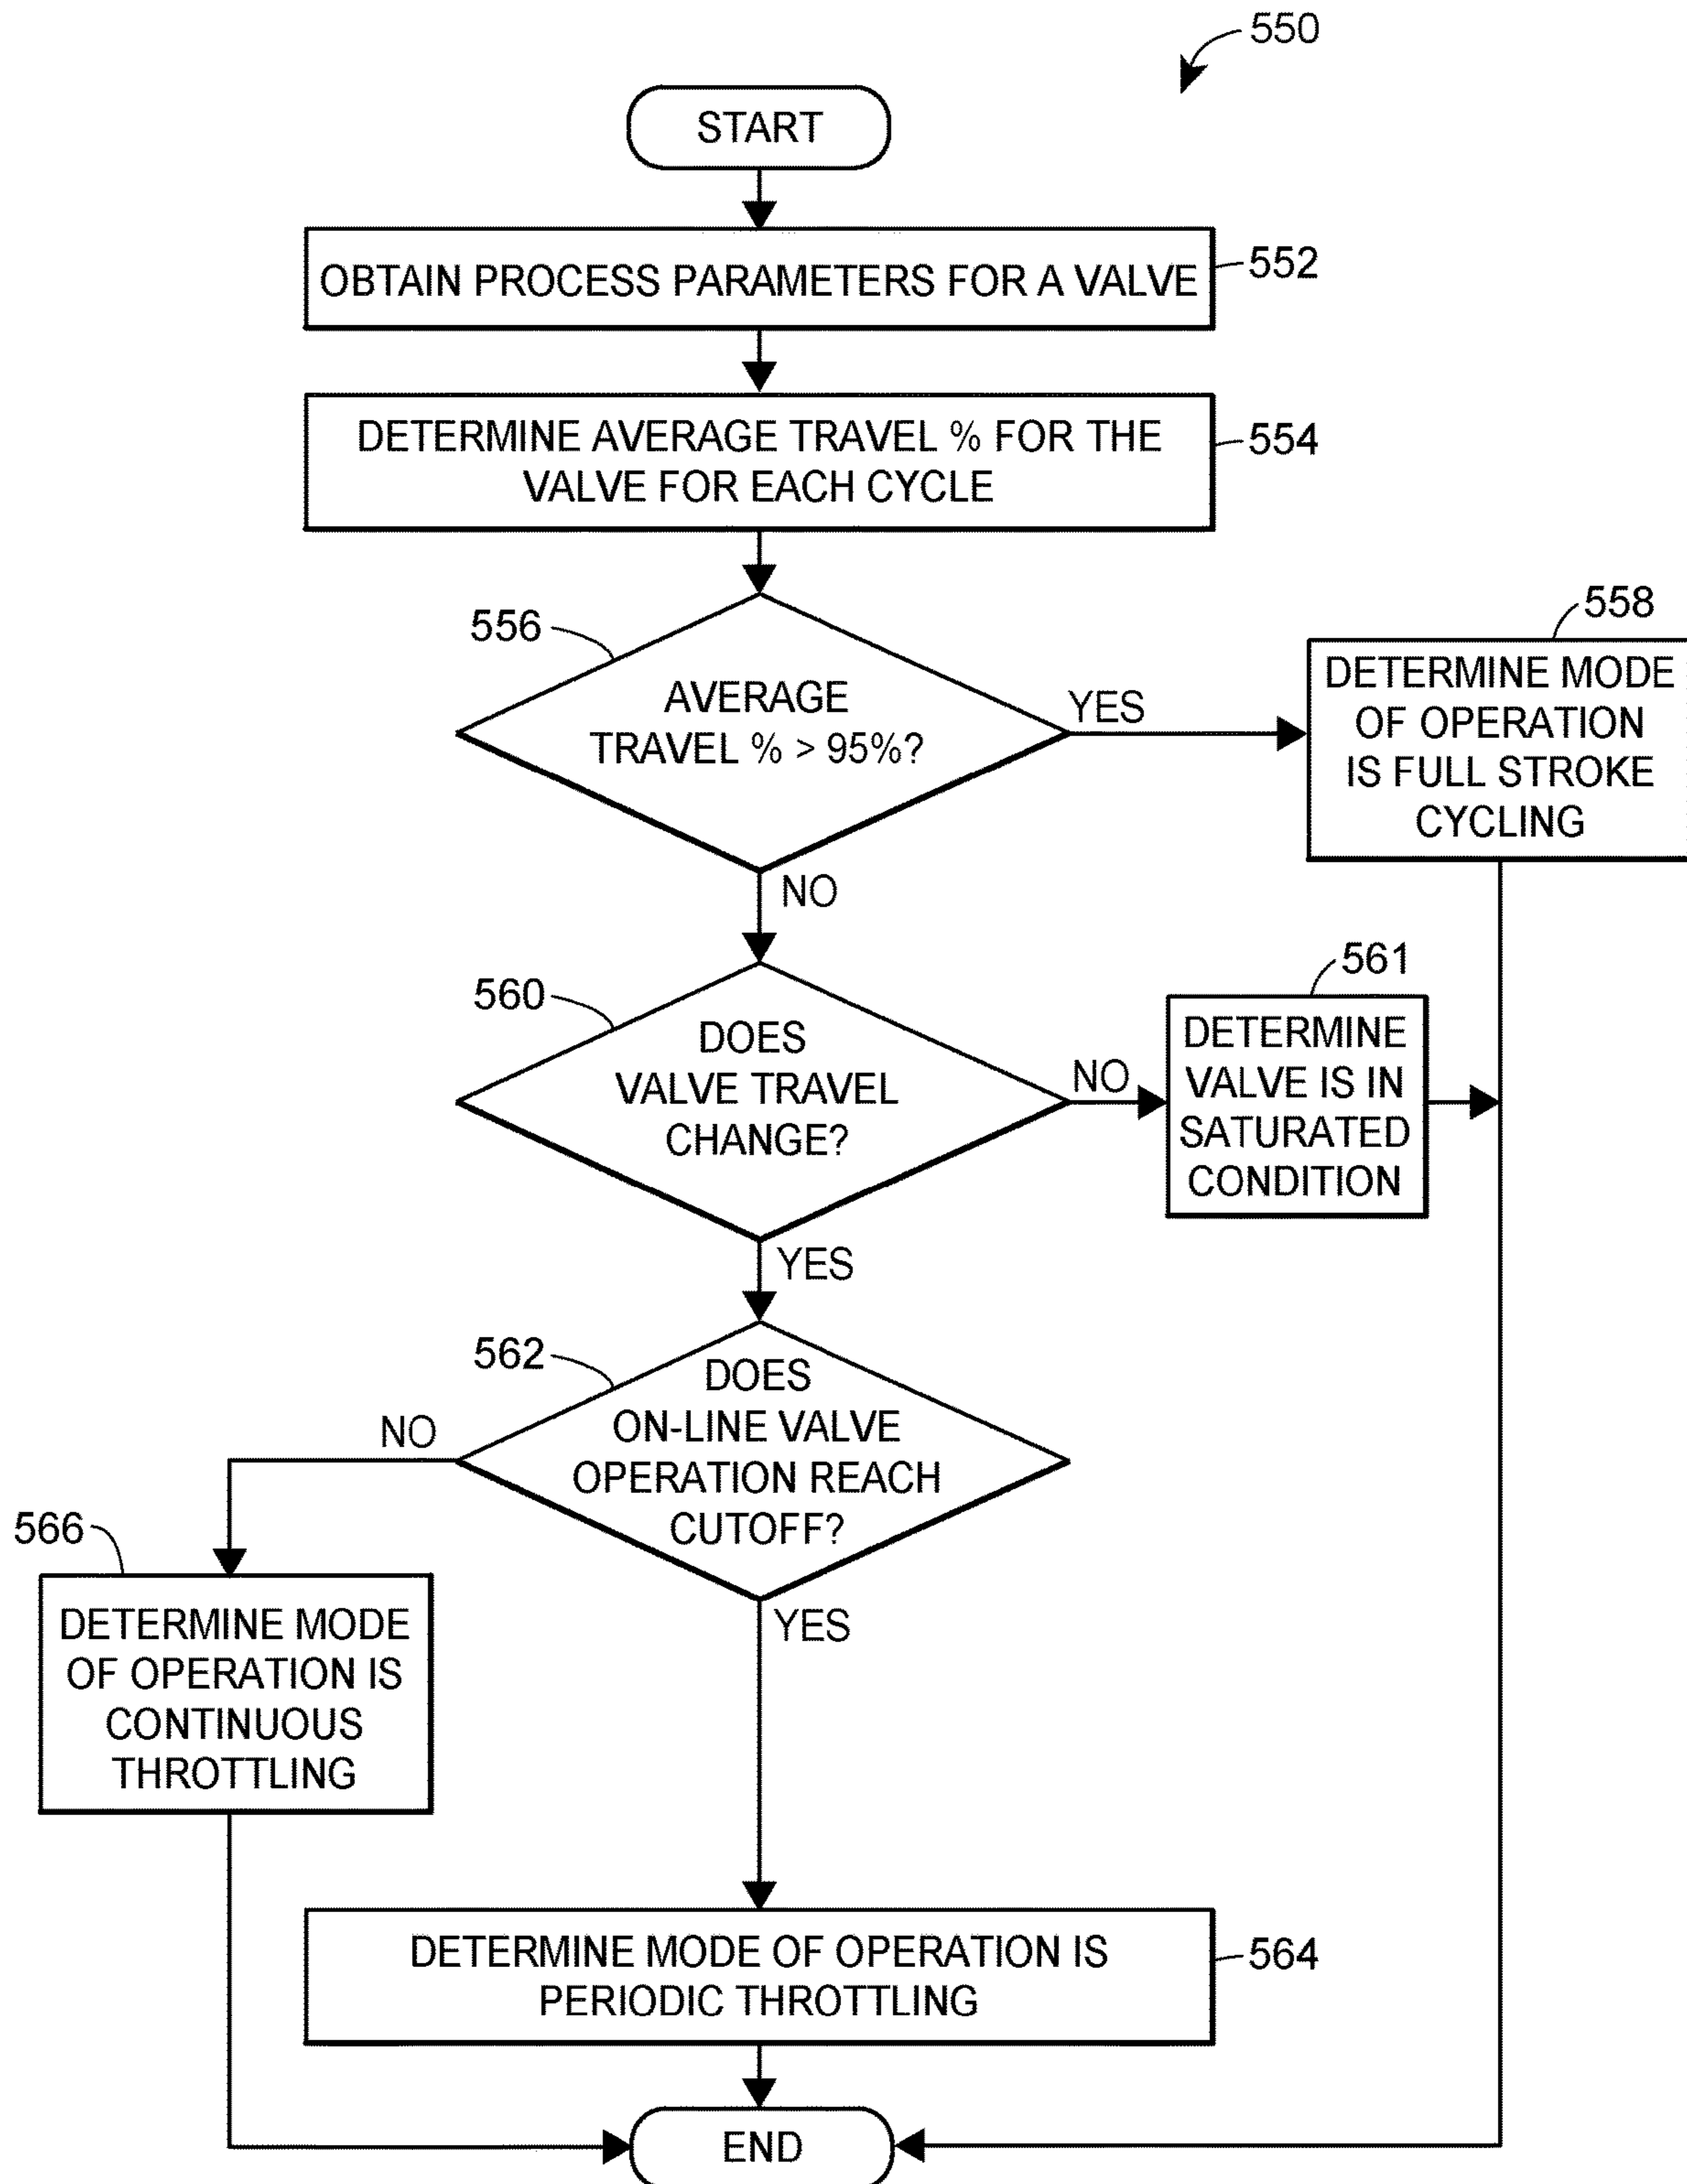 550
START
OBTAIN PROCESS PARAMETERS FOR A VALVE
552
DETERMINE AVERAGE TRAVEL % FOR THE
VALVE FOR EACH CYCLE
554
556
AVERAGE
TRAVEL % > 95%?
YES
558
DETERMINE MODE
OF OPERATION
IS FULL STROKE
CYCLING
NO
560
DOES
VALVE TRAVEL
CHANGE?
NO
561
DETERMINE
VALVE IS IN
SATURATED
CONDITION
YES
562
DOES
ON-LINE VALVE
OPERATION REACH
CUTOFF?
NO
566
DETERMINE MODE
OF OPERATION IS
CONTINUOUS
THROTTLING
YES
DETERMINE MODE OF OPERATION IS
PERIODIC THROTTLING
564
END